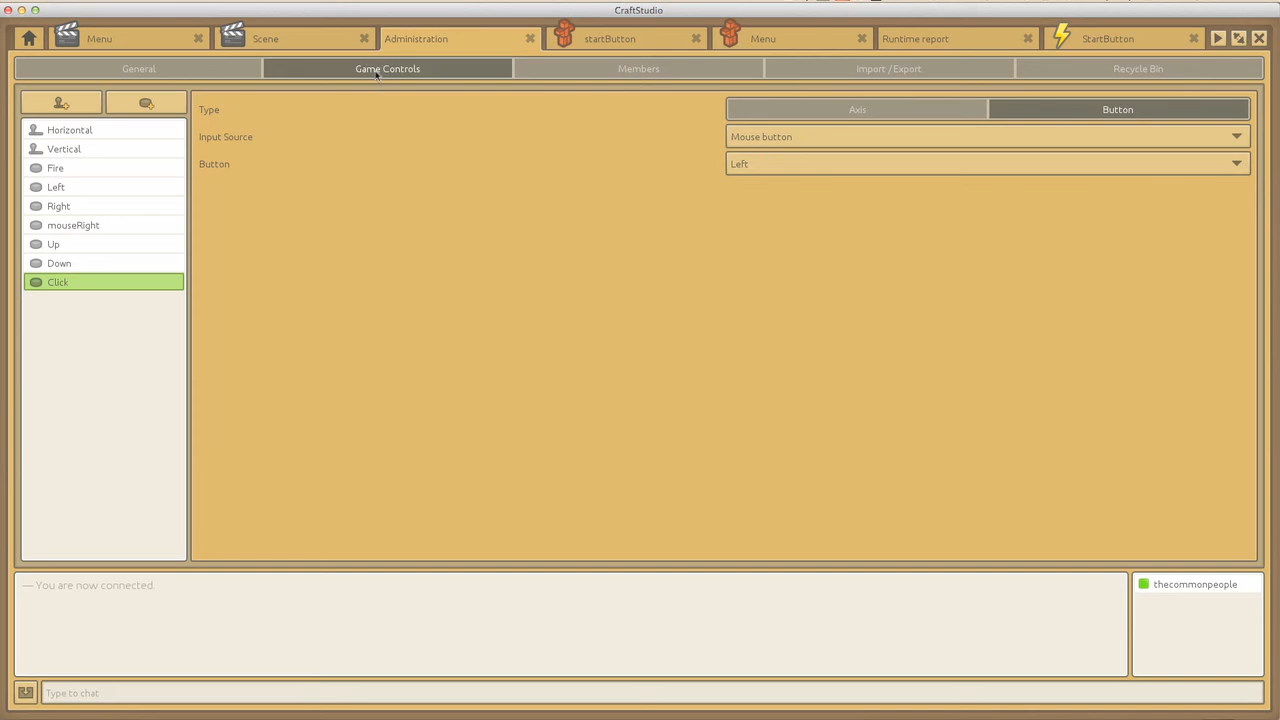 CraftStudio
Menu
Scene
Administration
startButton
Menu
Runtime report
StartButton
General
Game Controls
Members
Import / Export
Recycle Bin
Horizontal
Vertical
Fire
Left
Right
mouseRight
Up
Down
Click
Type
Axis
Button
Input Source
Mouse button
Button
Left
— You are now connected.
thecommonpeople
Type to chat